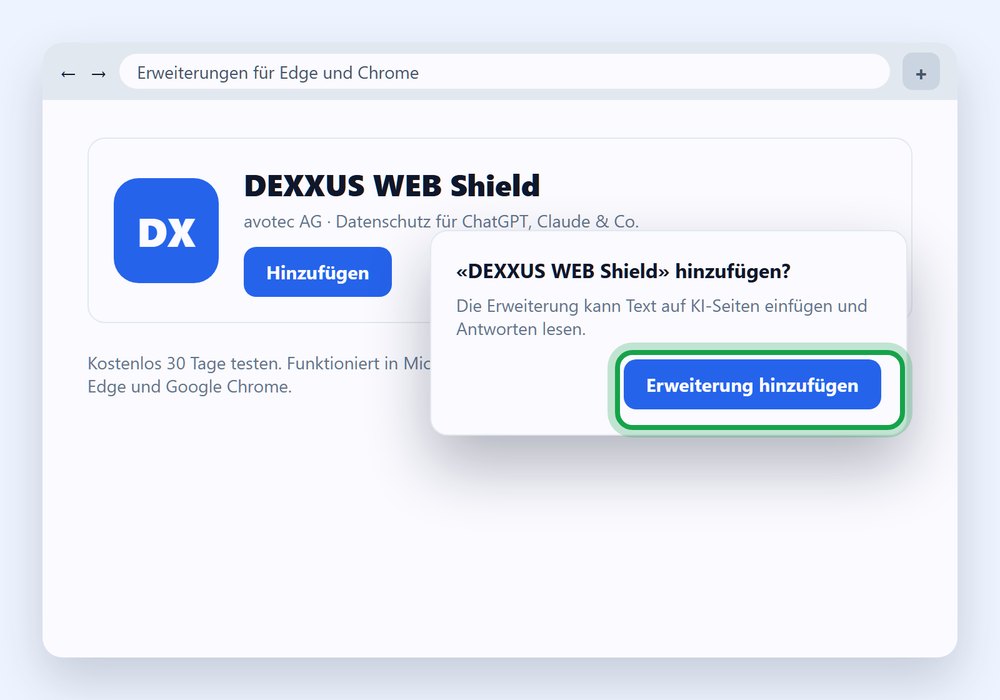 ← → Erweiterungen für Edge und Chrome +
DX
DEXXUS WEB Shield
avotec AG · Datenschutz für ChatGPT, Claude & Co.
Hinzufügen
«DEXXUS WEB Shield» hinzufügen?
Die Erweiterung kann Text auf KI-Seiten einfügen und
Antworten lesen.
Erweiterung hinzufügen
Kostenlos 30 Tage testen. Funktioniert in
Edge und Google Chrome.